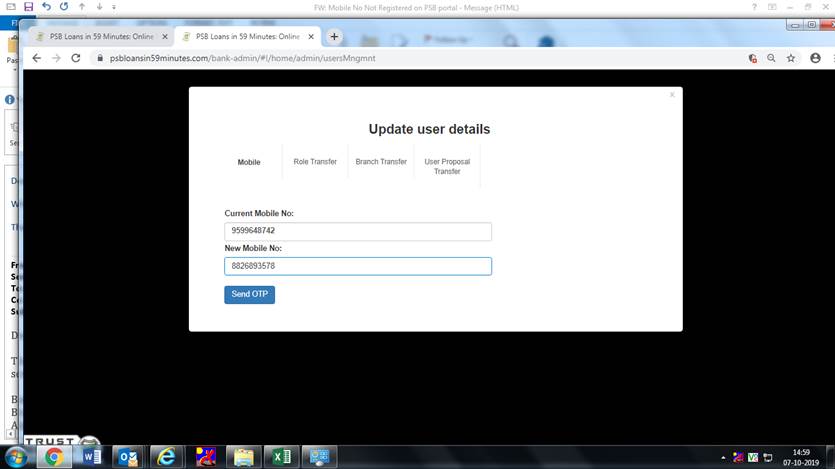 FW: Mobile No Not Registered on PSB portal - Message (HTML)
PSB Loans in 59 Minutes: Online
PSB Loans in 59 Minutes: Online
psbloansin59minutes.com/bank-admin/#!/home/admin/usersMngmnt
x
Update user details
Mobile
Role Transfer
Branch Transfer
User Proposal
Transfer
Current Mobile No:
9599648742
New Mobile No:
8826893578
Send OTP
TRUST
14:59
07-10-2019